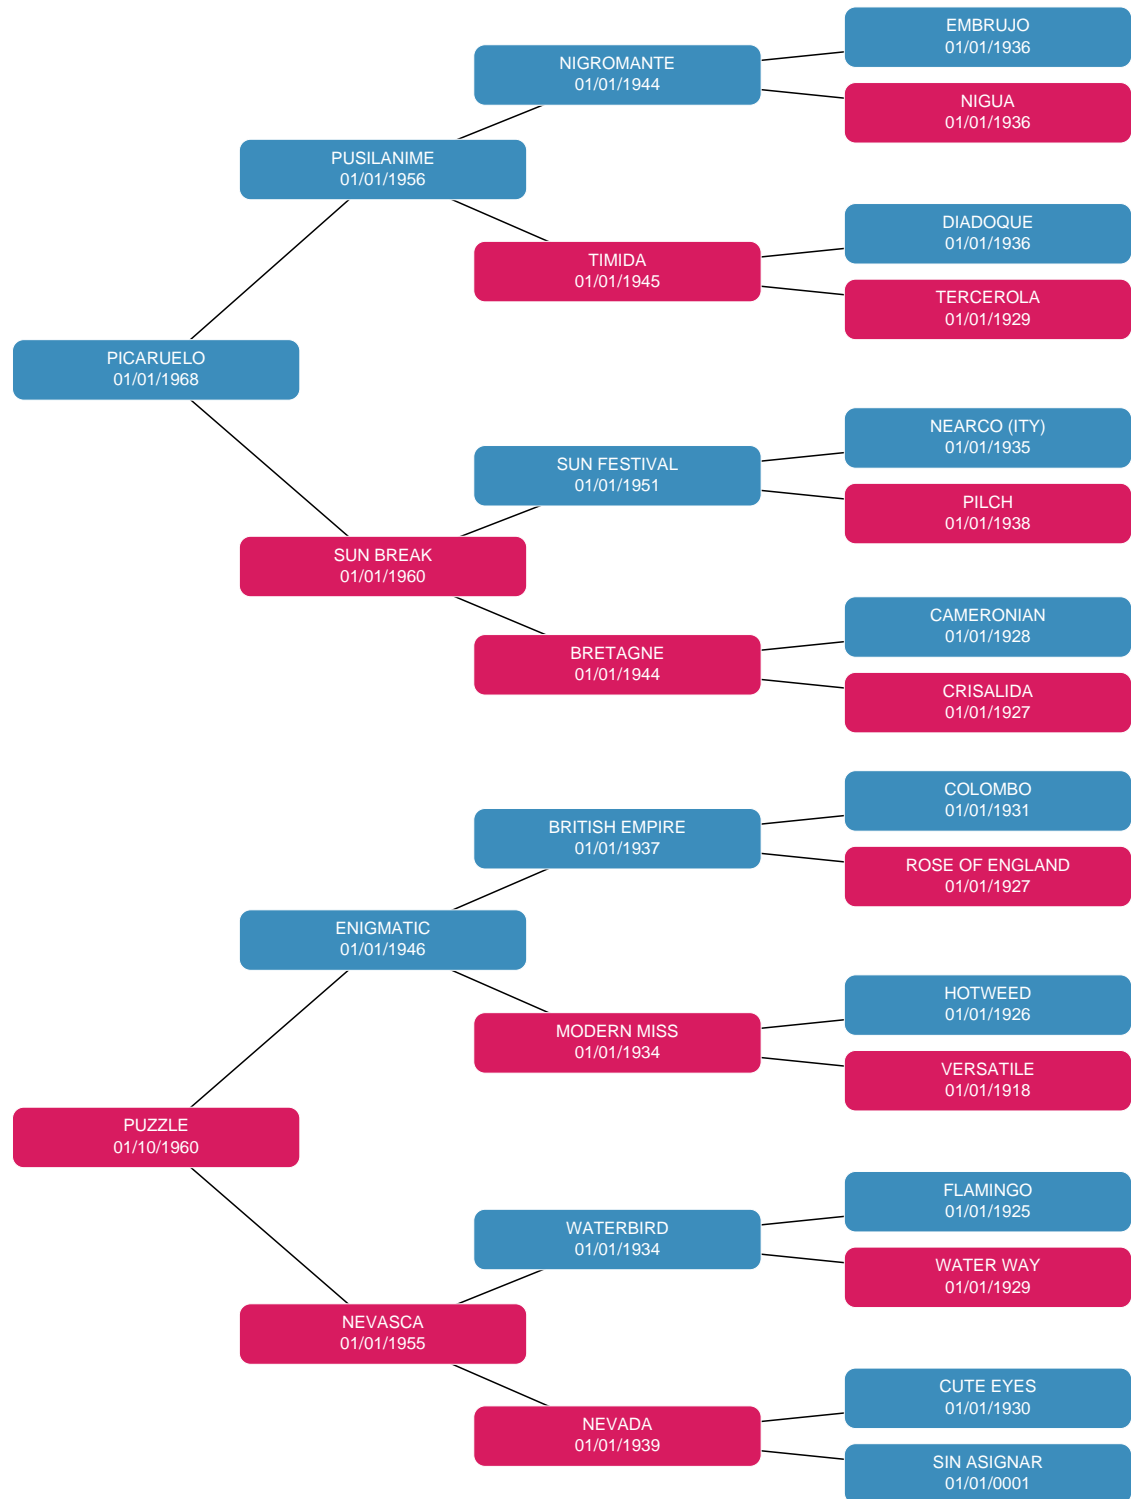 EMBRUJO
01/01/1936
NIGROMANTE
01/01/1944
NIGUA
01/01/1936
PUSILANIME
01/01/1956
DIADOQUE
01/01/1936
TIMIDA
01/01/1945
TERCEROLA
01/01/1929
PICARUELO
01/01/1968
NEARCO (ITY)
01/01/1935
SUN FESTIVAL
01/01/1951
PILCH
01/01/1938
SUN BREAK
01/01/1960
CAMERONIAN
01/01/1928
BRETAGNE
01/01/1944
CRISALIDA
01/01/1927
COLOMBO
01/01/1931
BRITISH EMPIRE
01/01/1937
ROSE OF ENGLAND
01/01/1927
ENIGMATIC
01/01/1946
HOTWEED
01/01/1926
MODERN MISS
01/01/1934
VERSATILE
01/01/1918
PUZZLE
01/10/1960
FLAMINGO
01/01/1925
WATERBIRD
01/01/1934
WATER WAY
01/01/1929
NEVASCA
01/01/1955
CUTE EYES
01/01/1930
NEVADA
01/01/1939
SIN ASIGNAR
01/01/0001